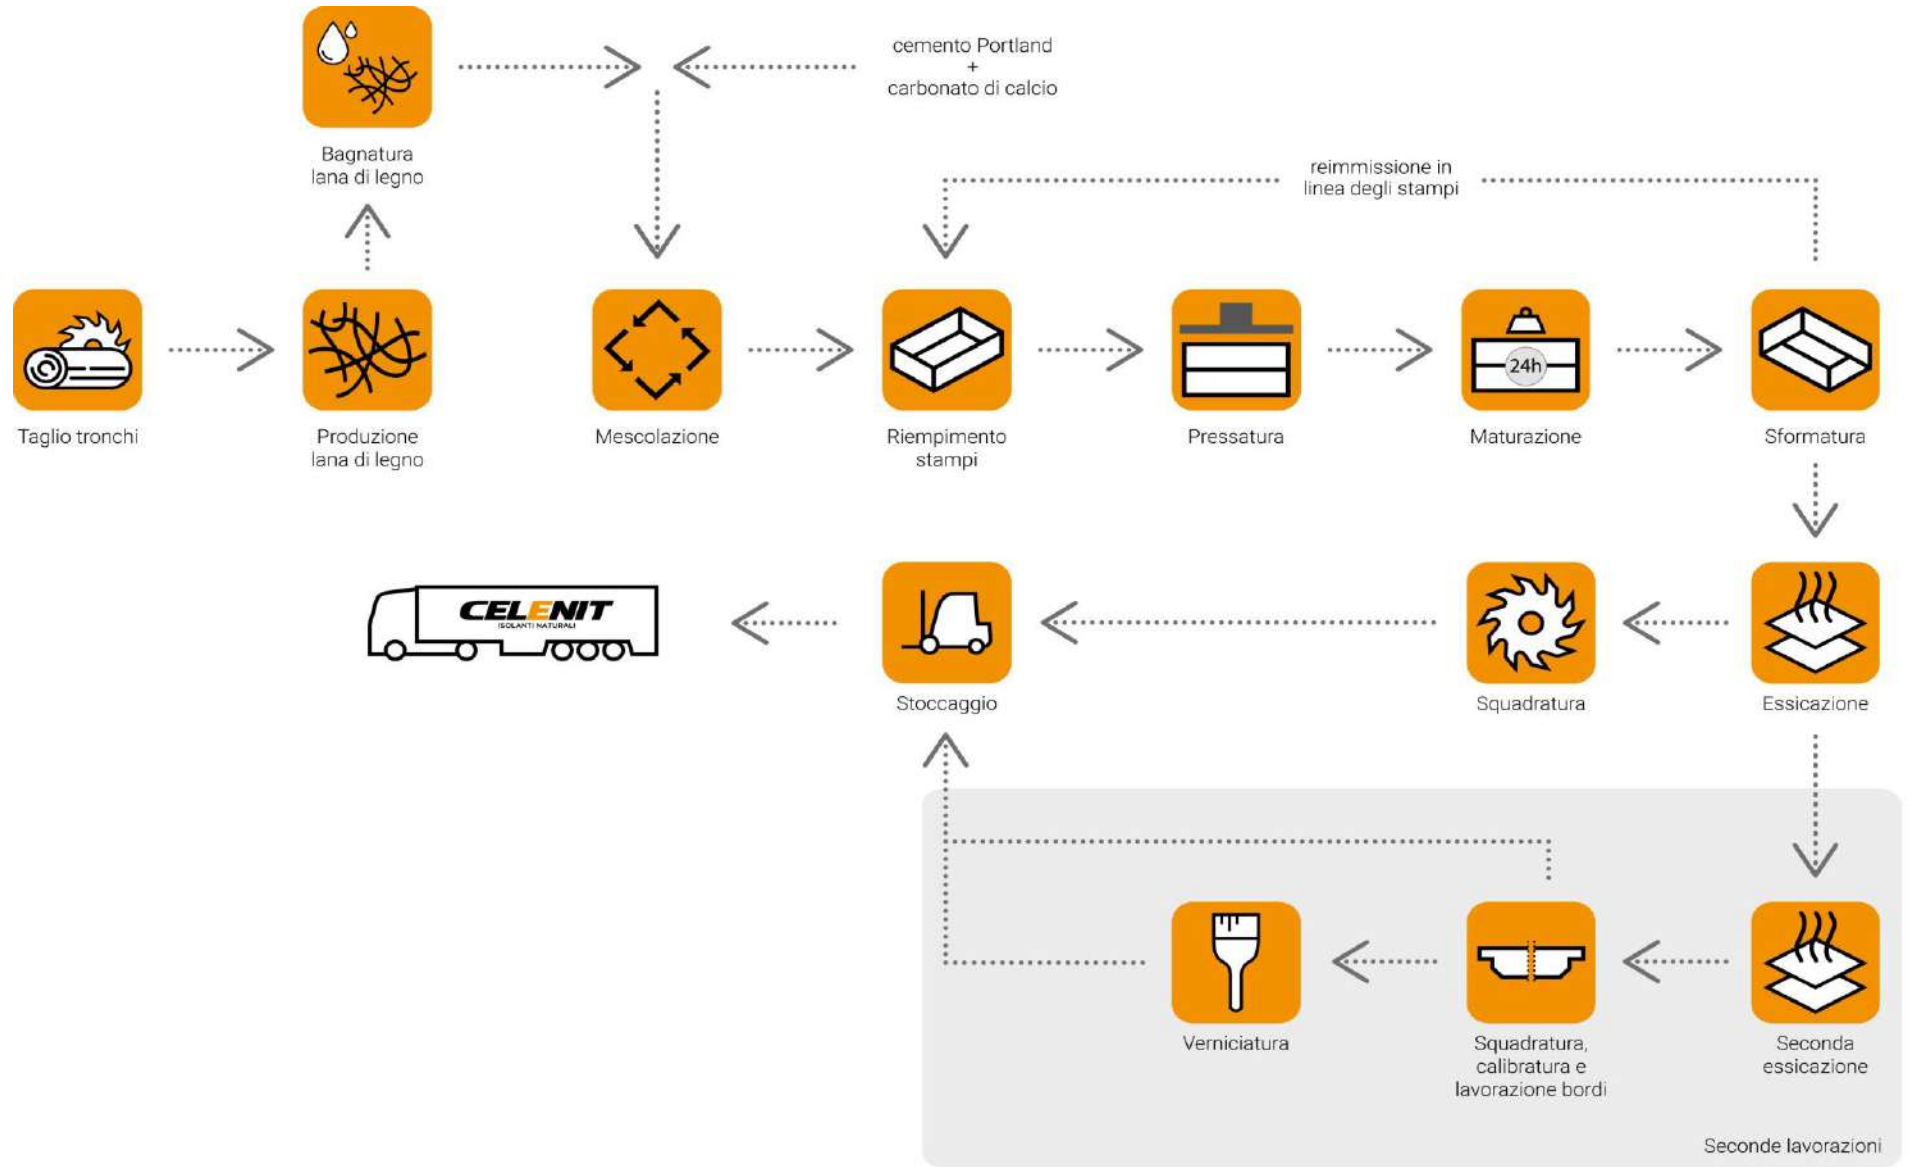 cemento Portland
+
carbonato di calcio
Bagnatura
lana di legno
reimmissione in
linea degli stampi
24h
Taglio tronchi
Produzione
lana di legno
Mescolazione
Riempimento
stampi
Pressatura
Maturazione
Sformatura
CELENIT
ISOLANTI NATURALI
Stoccaggio
Squadratura
Essicazione
Verniciatura
Squadratura,
calibratura e
lavorazione bordi
Seconda
essicazione
Seconde lavorazioni